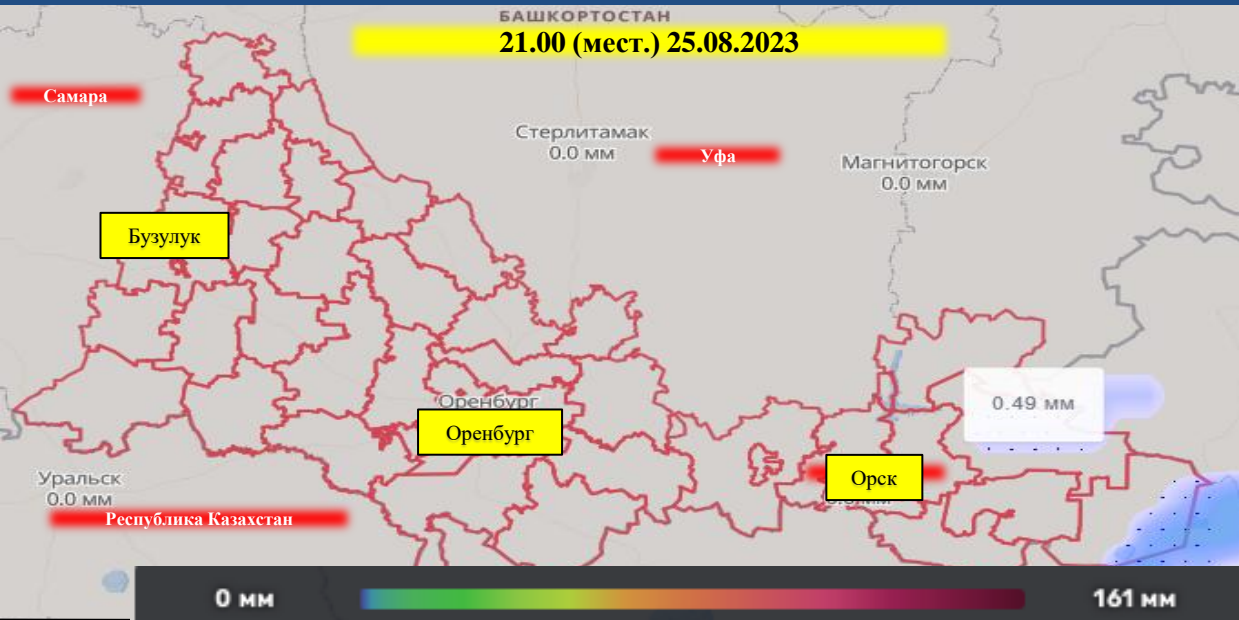 БАШКОРТОСТАН
21.00 (мест.) 25.08.2023
Самара
Стерлитамак
0.0 мм
Уфа
Магнитогорск
0.0 мм
Бузулук
Оренбург
0.49 мм
Оренбург
Орск
Уральск
0.0 мм
Республика Казахстан
0 мм
161 мм